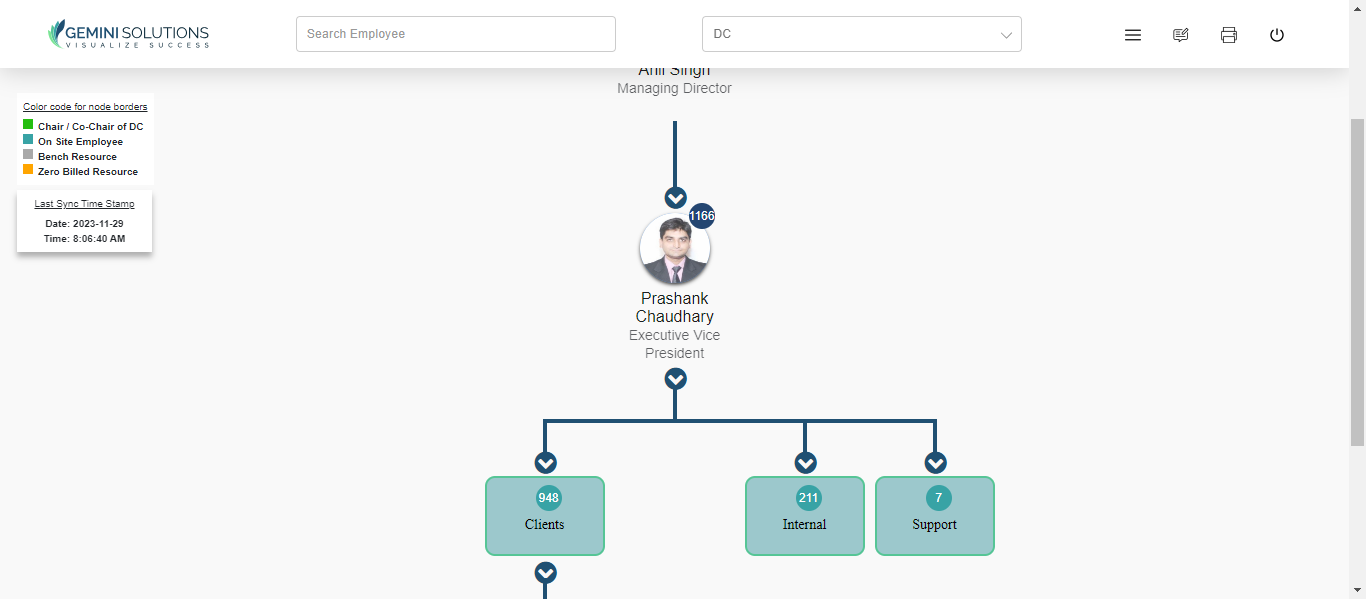 GEMINI SOLUTIONS
VISUALIZE SUCCESS
Search Employee
DC
Anil Singh
Managing Director
Color code for node borders
Chair / Co-Chair of DC
On Site Employee
Bench Resource
Zero Billed Resource
Last Sync Time Stamp
Date: 2023-11-29
Time: 8:06:40 AM
1166
Prashank
Chaudhary
Executive Vice
President
948
Clients
211
Internal
7
Support